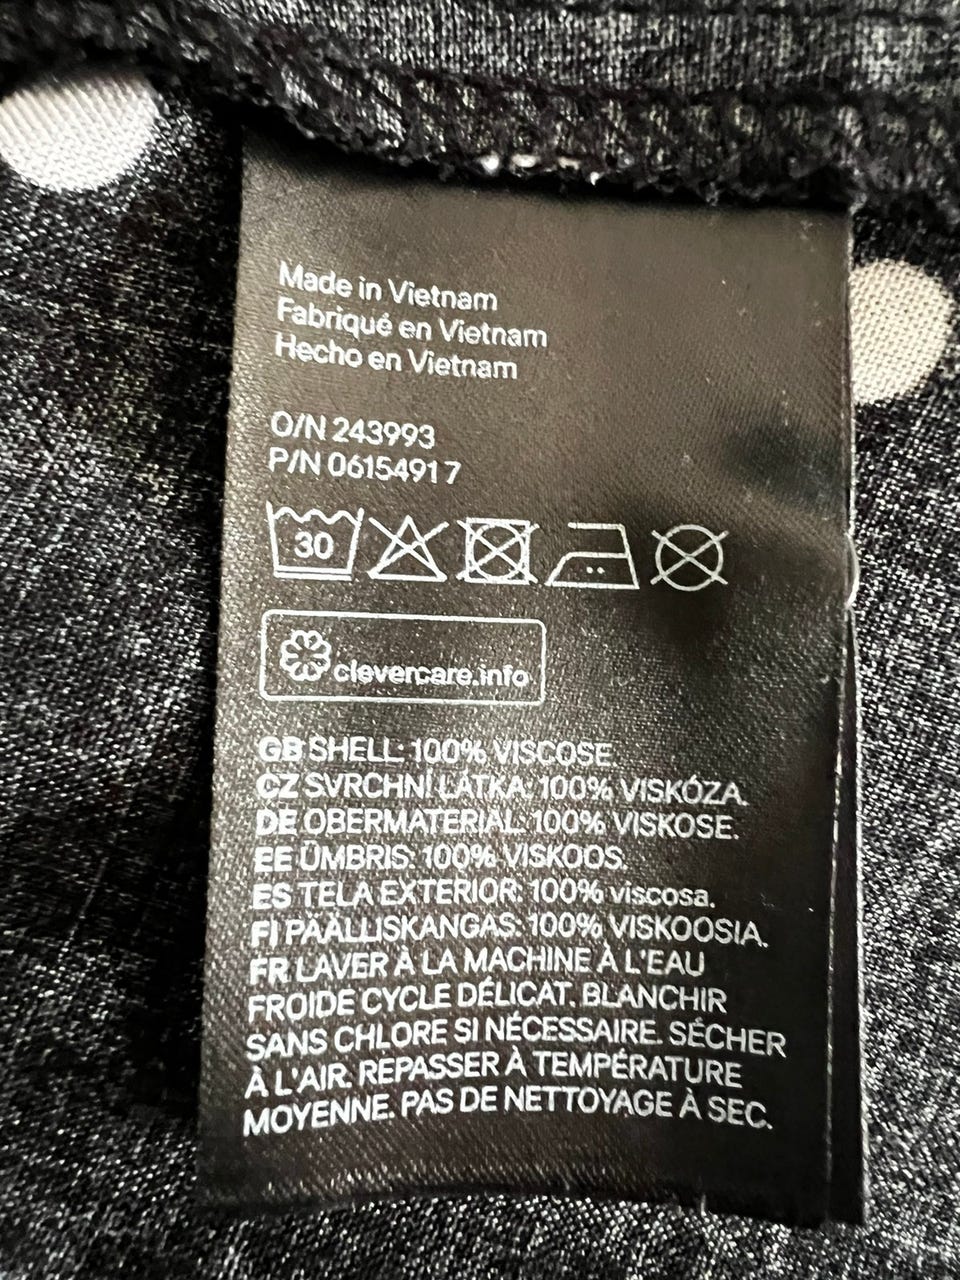 Made in Vietnam
Fabriqué en Vietnam
Hecho en Vietnam
O/N 243993
P/N 06154917
30
clevercare.info
GB SHELL: 100% VISCOSE.
CZ SVRCHNÍ LÁTKA: 100% VISKÓZA.
DE OBERMATERIAL: 100% VISKOSE.
EE ÜMBRIS: 100% VISKOOS.
ES TELA EXTERIOR: 100% viscosa.
FI PÄÄLLISKANGAS: 100% VISKOOSIA.
FR LAVER À LA MACHINE À L'EAU
FROIDE CYCLE DÉLICAT. BLANCHIR
SANS CHLORE SI NÉCESSAIRE. SÉCHER
À L'AIR. REPASSER À TEMPÉRATURE
MOYENNE. PAS DE NETTOYAGE À SEC.